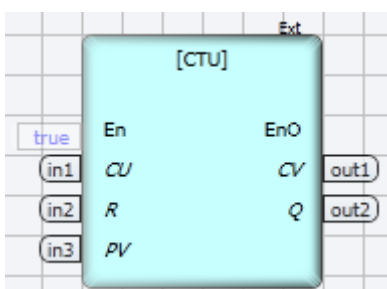 Ext
[CTU]
true En EnO
in1 CU CV out1
in2 R Q out2
in3 PV